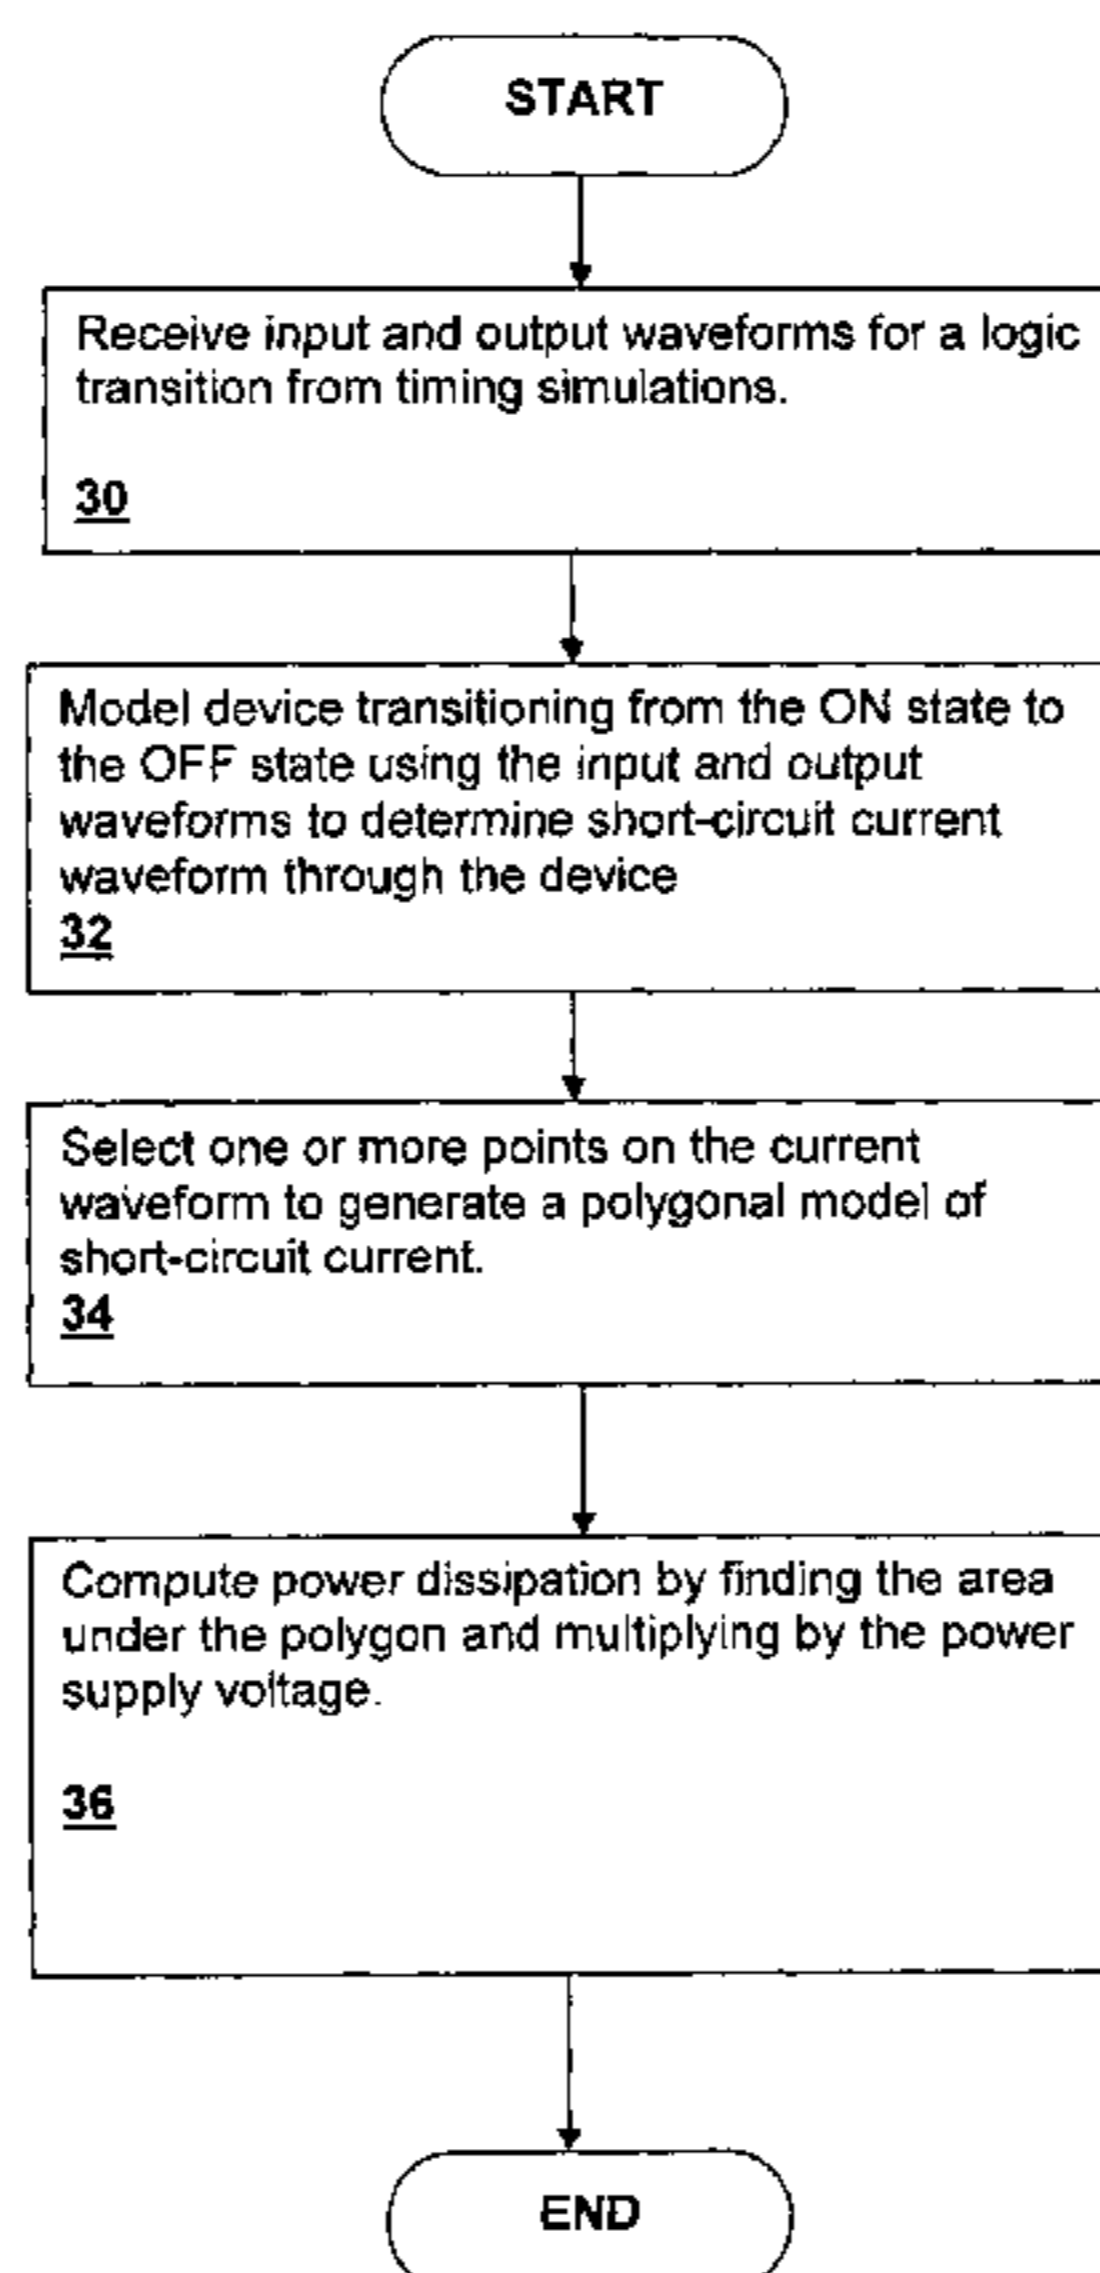 START
Receive input and output waveforms for a logic
transition from timing simulations.
30
Model device transitioning from the ON state to
the OFF state using the input and output
waveforms to determine short-circuit current
waveform through the device
32
Select one or more points on the current
waveform to generate a polygonal model of
short-circuit current.
34
Compute power dissipation by finding the area
under the polygon and multiplying by the power
supply voltage.
36
END